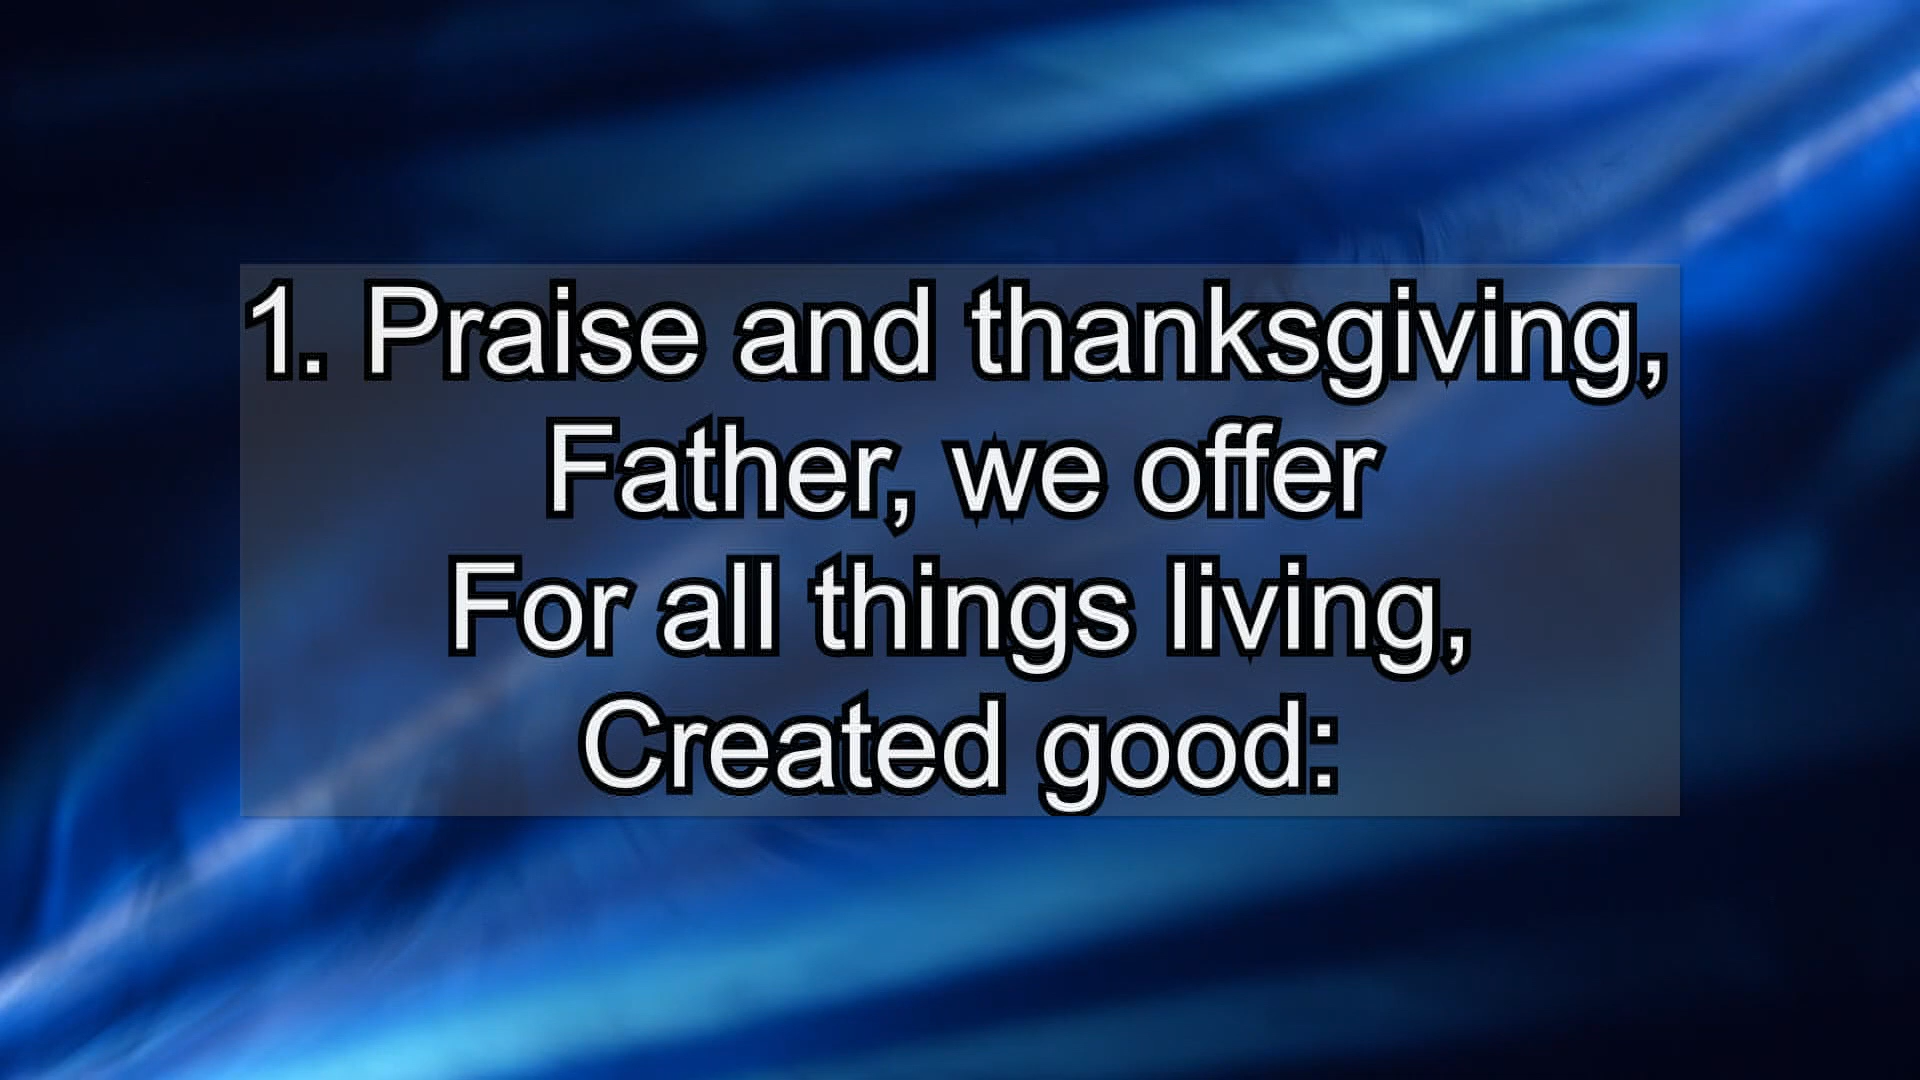 1. Praise and thanksgiving,
Father, we offer
For all things living,
Created good: